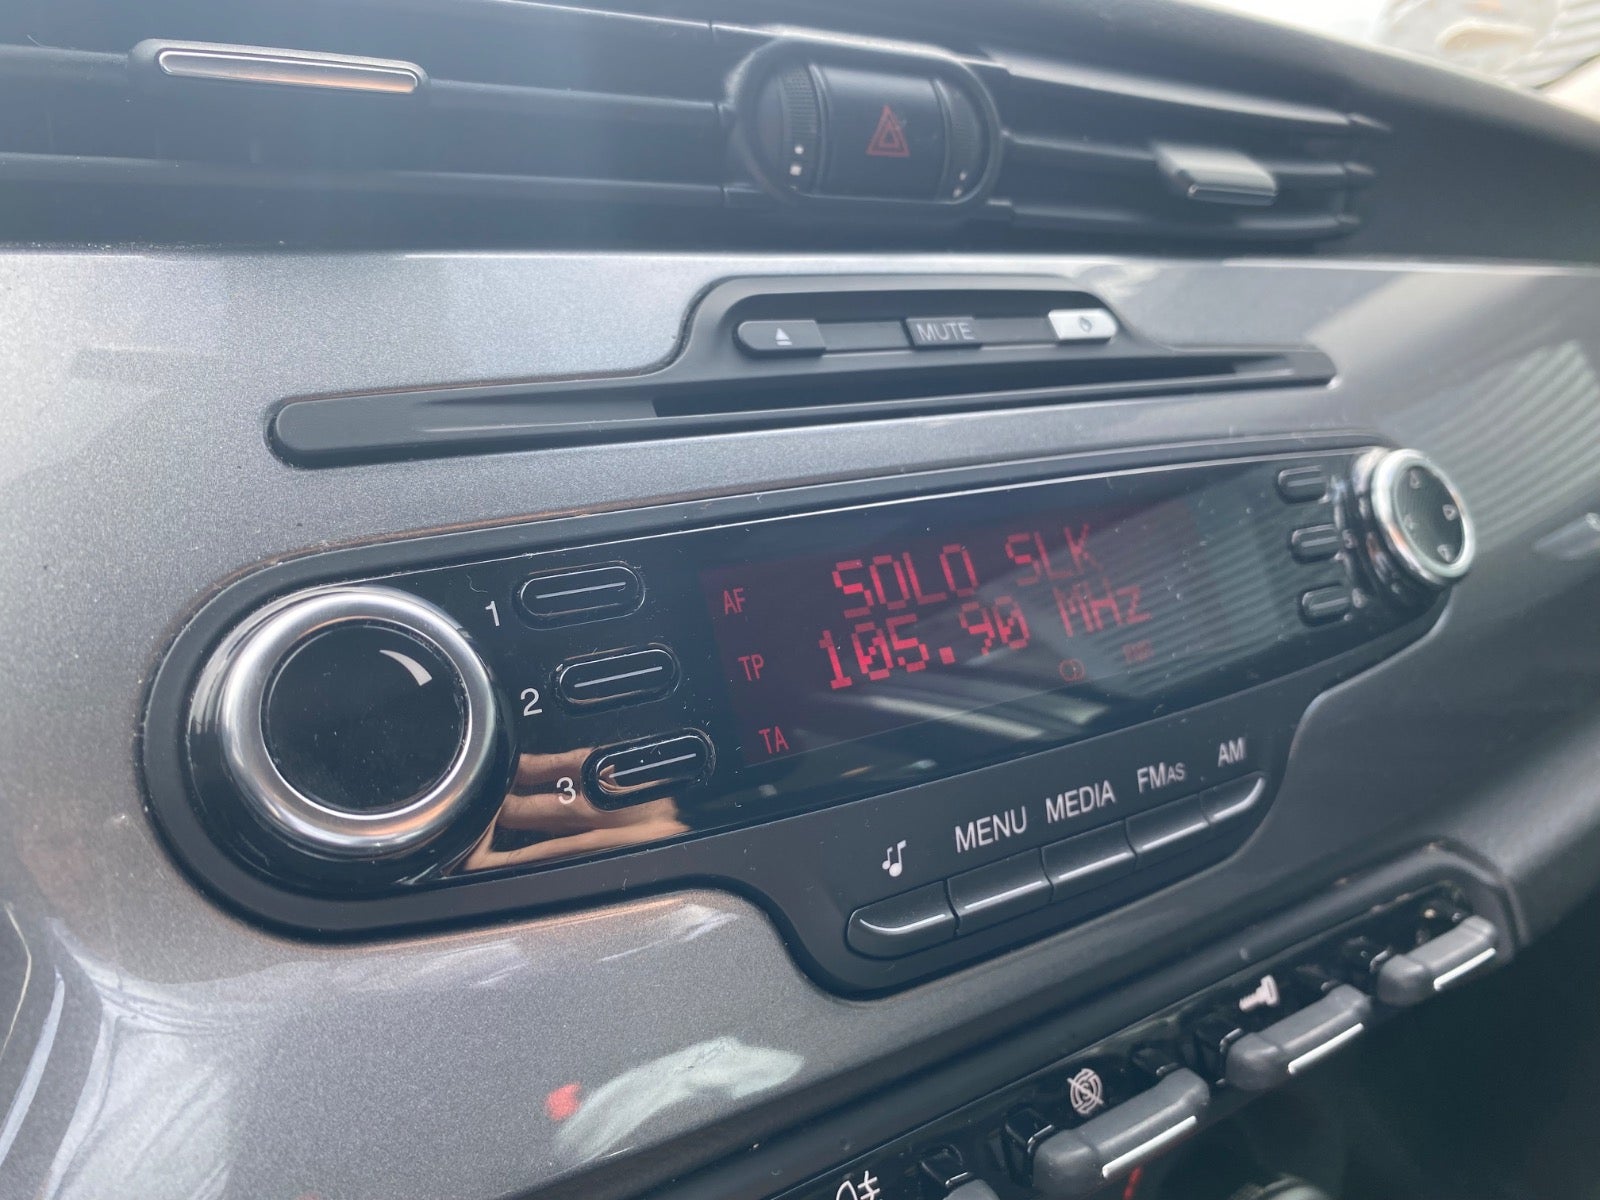 MUTE
1
2
3
AF
TP
TA
SOLO SLK
105.90 MHz
MENU
MEDIA
FMAS
AM